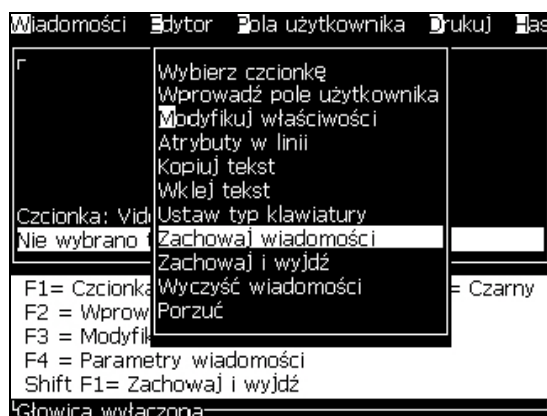 Wiadomości Edytor Pola użytkownika Drukuj Has
Wybierz czcionkę
Wprowadź pole użytkownika
Modyfikuj właściwości
Atrybuty w linii
Kopiuj tekst
Wklej tekst
Czcionka: Vid Ustaw typ klawiatury
Nie wybrano Zachowaj wiadomości
Zachowaj i wyjdź
F1= Czcionka Wyczyść wiadomości = Czarny
F2 = Wprow Porzuć
F3 = Modyfik
F4 = Parametry wiadomości
Shift F1= Zachowaj i wyjdź
Głowica wyłączona